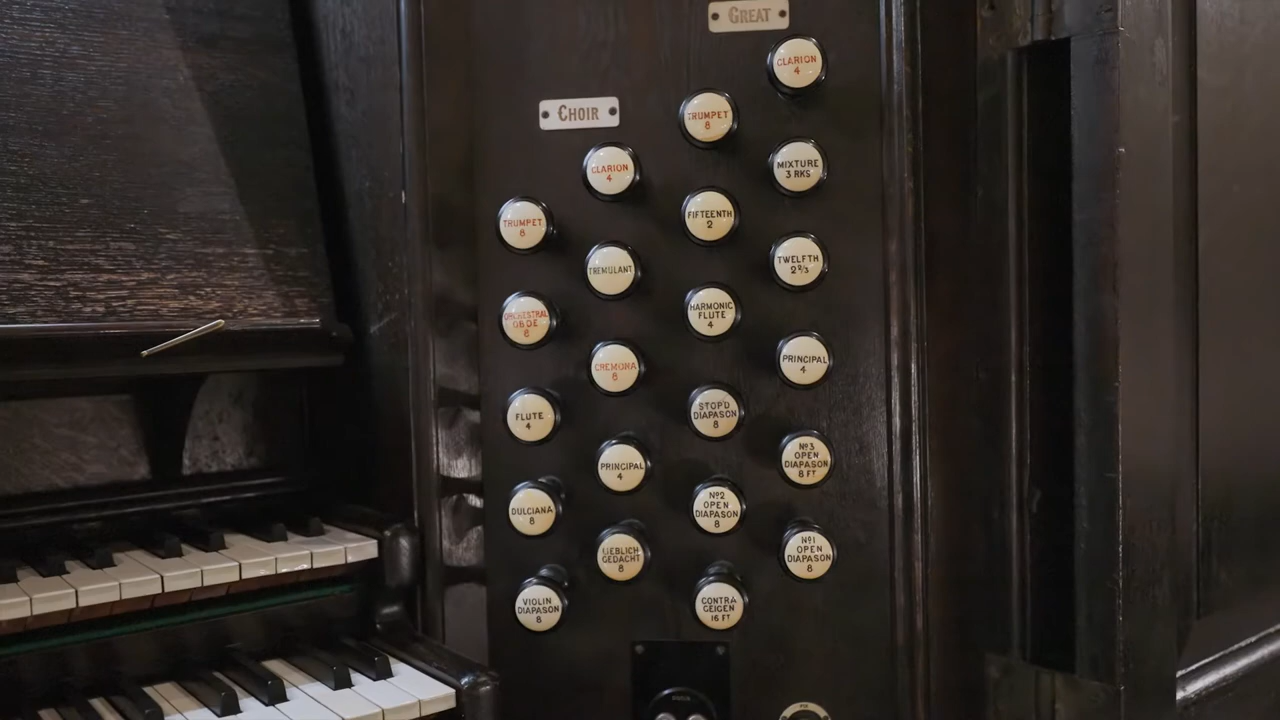 GREAT
CLARION
4
TRUMPET
8
MIXTURE
3 RKS
FIFTEENTH
2
TWELFTH
2⅔
HARMONIC
FLUTE
4
PRINCIPAL
4
STOP'D
DIAPASON
8
Nº3
OPEN
DIAPASON
8 FT
Nº2
OPEN
DIAPASON
8
Nº1
OPEN
DIAPASON
8
CONTRA
GEIGEN
16 FT
CHOIR
CLARION
4
TRUMPET
8
TREMULANT
ORCHESTRAL
OBOE
8
CREMONA
8
FLUTE
4
PRINCIPAL
4
DULCIANA
8
LIEBLICH
GEDACHT
8
VIOLIN
DIAPASON
8